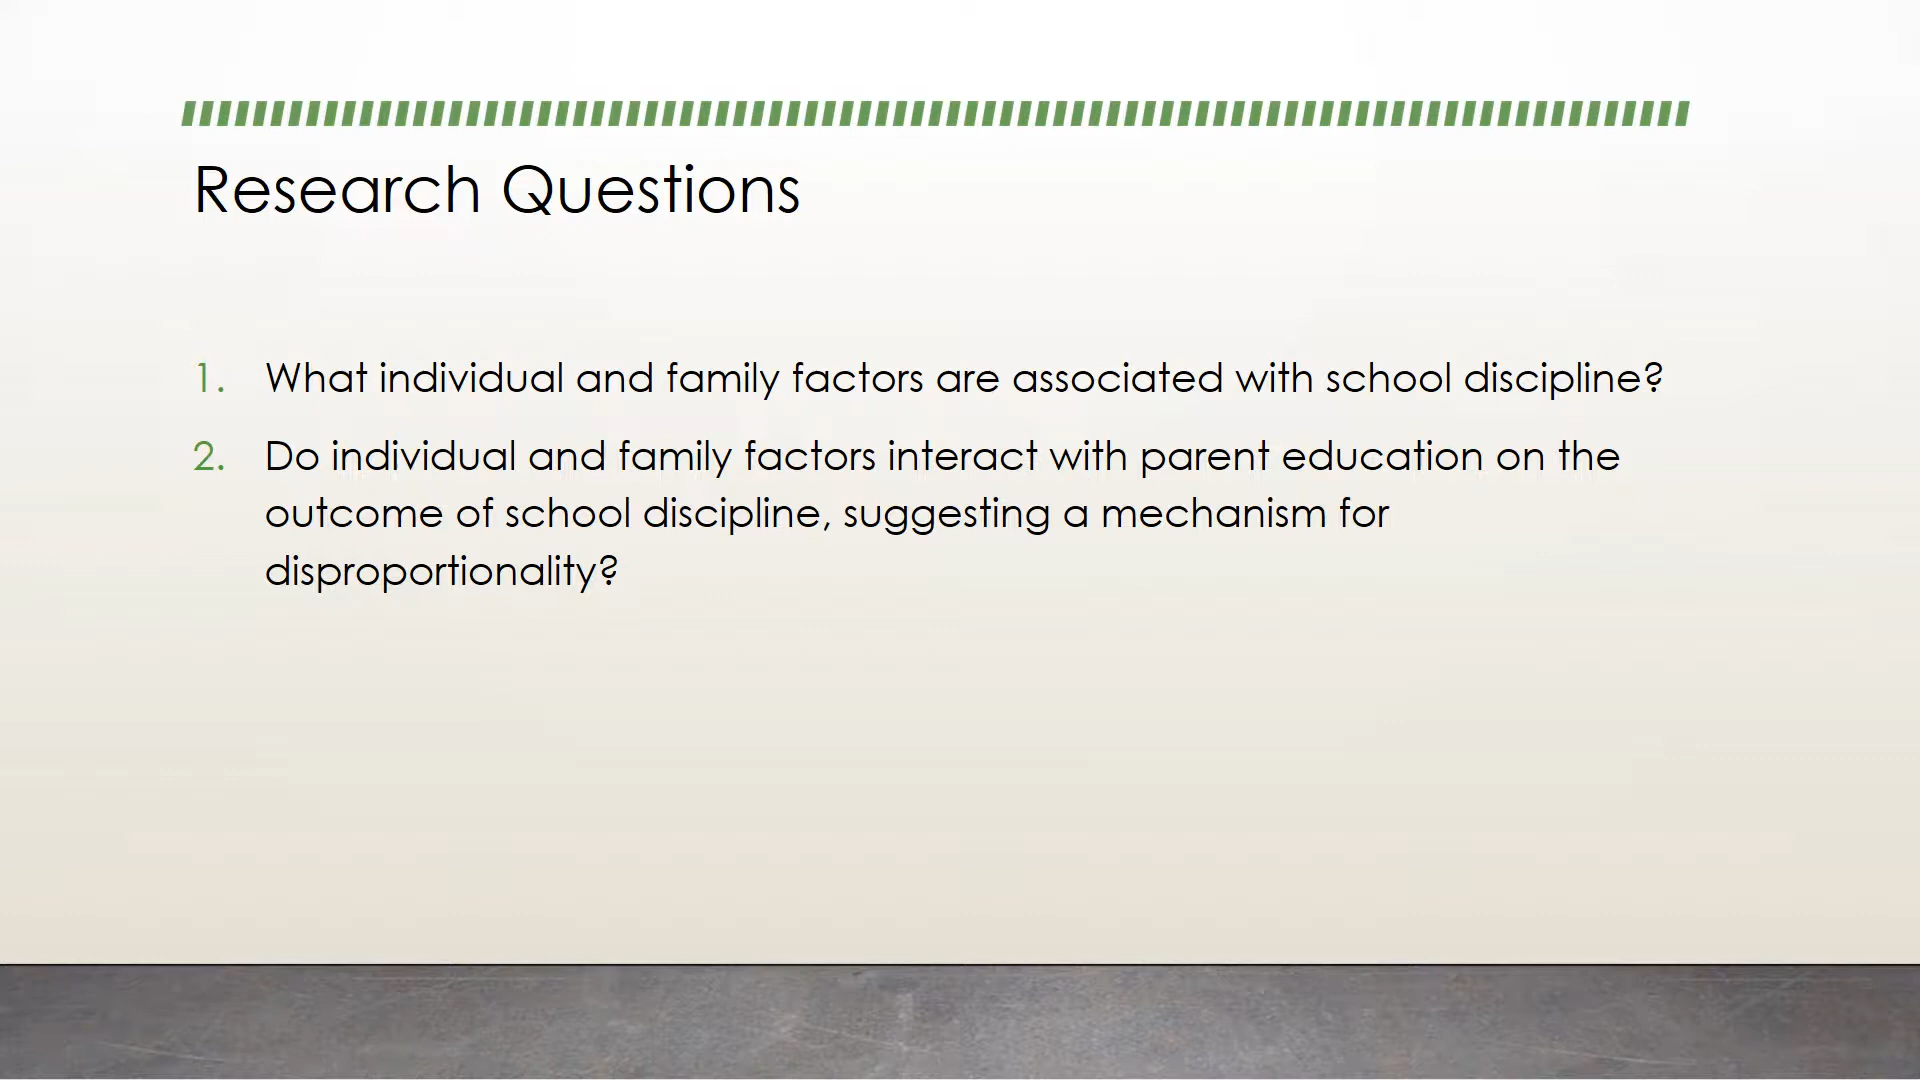 Research Questions
1. What individual and family factors are associated with school discipline?
2. Do individual and family factors interact with parent education on the
outcome of school discipline, suggesting a mechanism for
disproportionality?